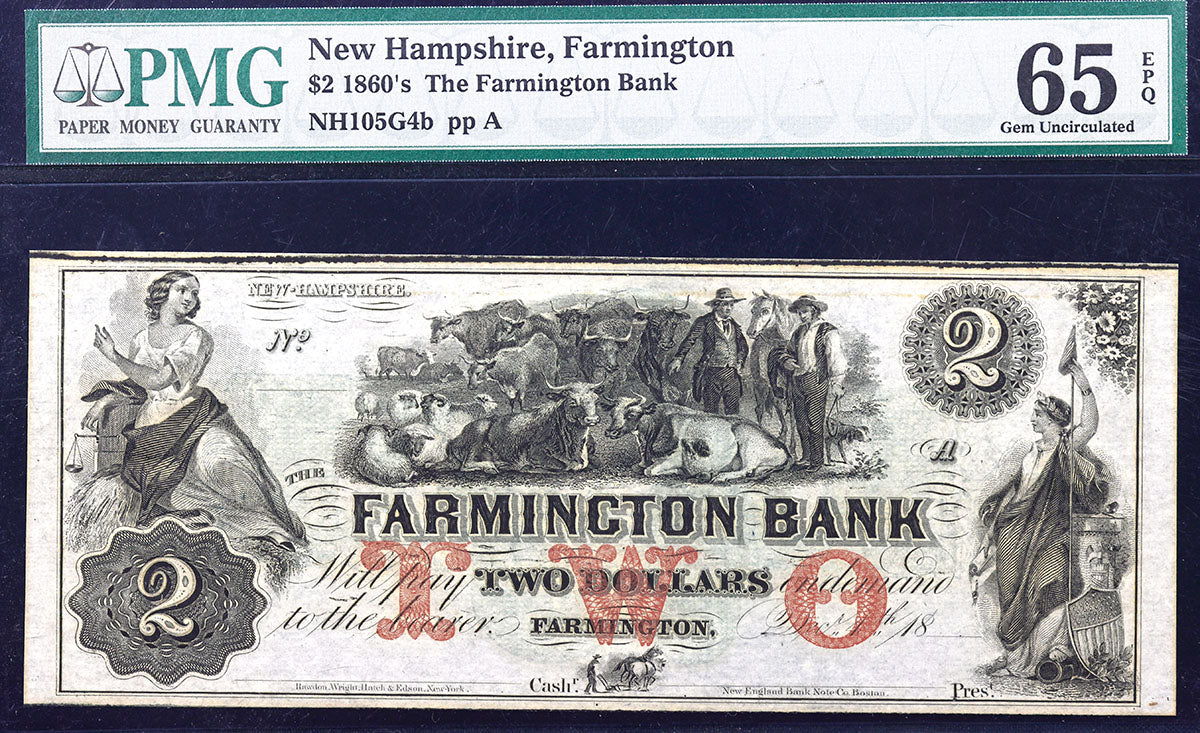 PMG
PAPER MONEY GUARANTY
New Hampshire, Farmington
$2 1860's The Farmington Bank
NH105G4b pp A
65
EPQ
Gem Uncirculated
NEW-HAMPSHIRE.
Nº
2
A
THE
FARMINGTON BANK
TWO
Will pay TWO DOLLARS on demand
to the bearer. FARMINGTON, 18
2
Rawdon, Wright, Hatch & Edson, New-York.
Cashr.
New England Bank Note Co. Boston.
Prest.